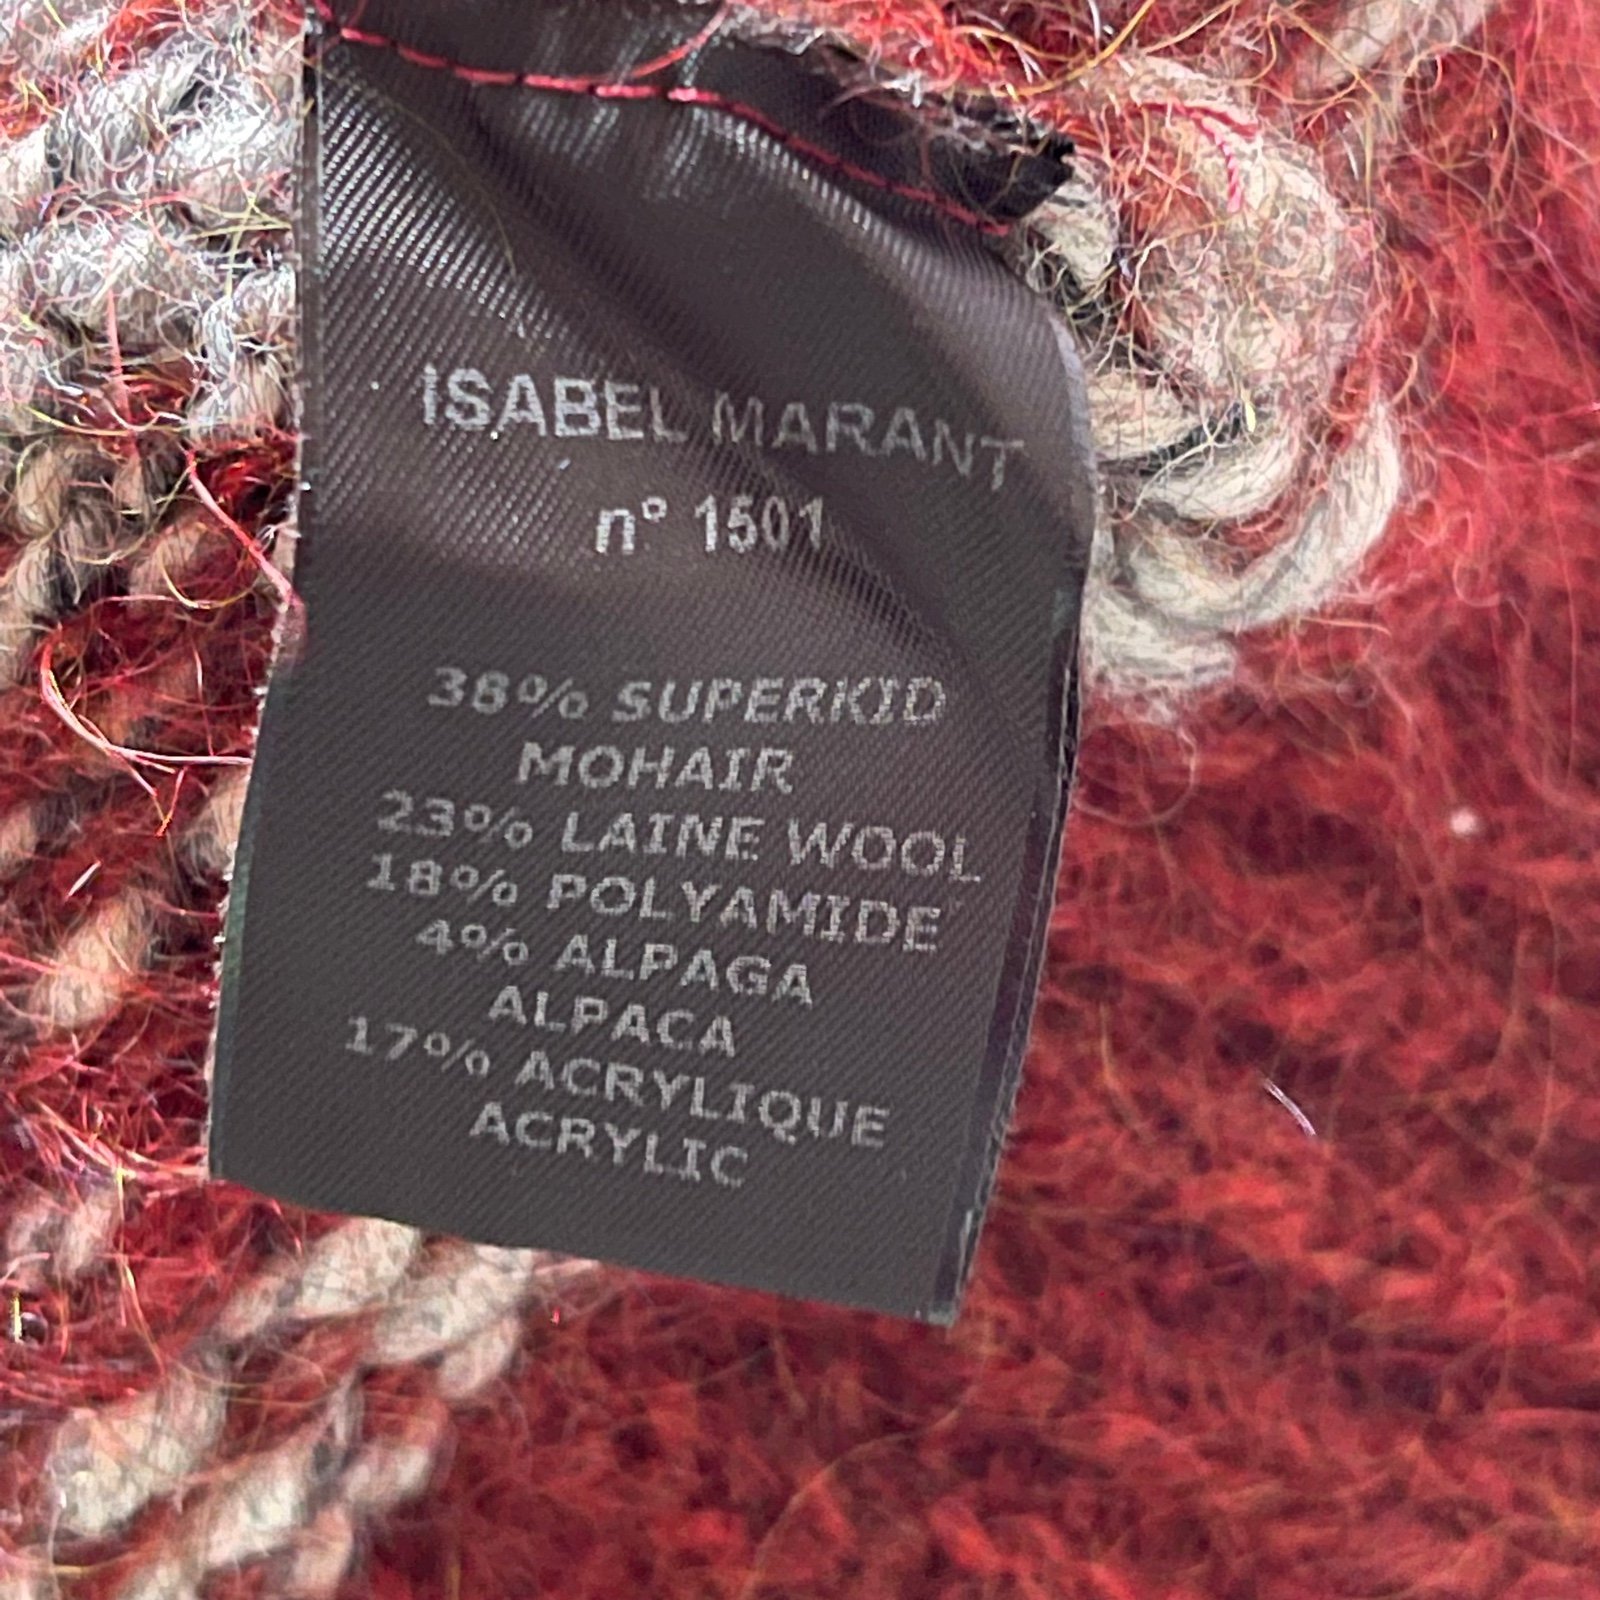 ISABEL MARANT
n° 1501
38% SUPERKID
MOHAIR
23% LAINE WOOL
18% POLYAMIDE
4% ALPAGA
ALPACA
17% ACRYLIQUE
ACRYLIC